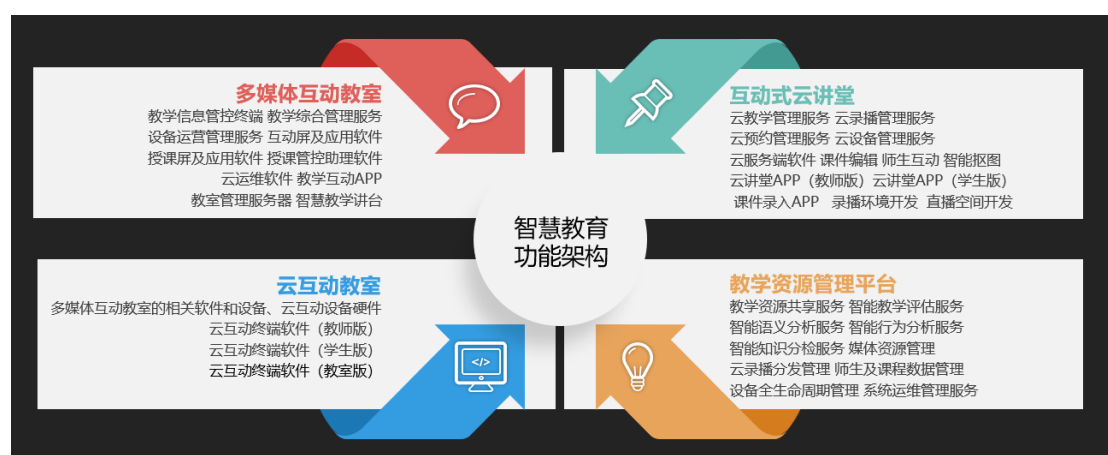 多媒体互动教室
教学信息管控终端 教学综合管理服务
设备运营管理服务 互动屏及应用软件
授课屏及应用软件 授课管控助理软件
云运维软件 教学互动APP
教室管理服务器 智慧教学讲台
互动式云讲堂
云教学管理服务 云录播管理服务
云预约管理服务 云设备管理服务
云服务端软件 课件编辑 师生互动 智能抠图
云讲堂APP（教师版）云讲堂APP（学生版）
课件录入APP 录播环境开发 直播空间开发
智慧教育
功能架构
云互动教室
多媒体互动教室的相关软件和设备、云互动设备硬件
云互动终端软件（教师版）
云互动终端软件（学生版）
云互动终端软件（教室版）
</>
教学资源管理平台
教学资源共享服务 智能教学评估服务
智能语义分析服务 智能行为分析服务
智能知识分检服务 媒体资源管理
云录播分发管理 师生及课程数据管理
设备全生命周期管理 系统运维管理服务